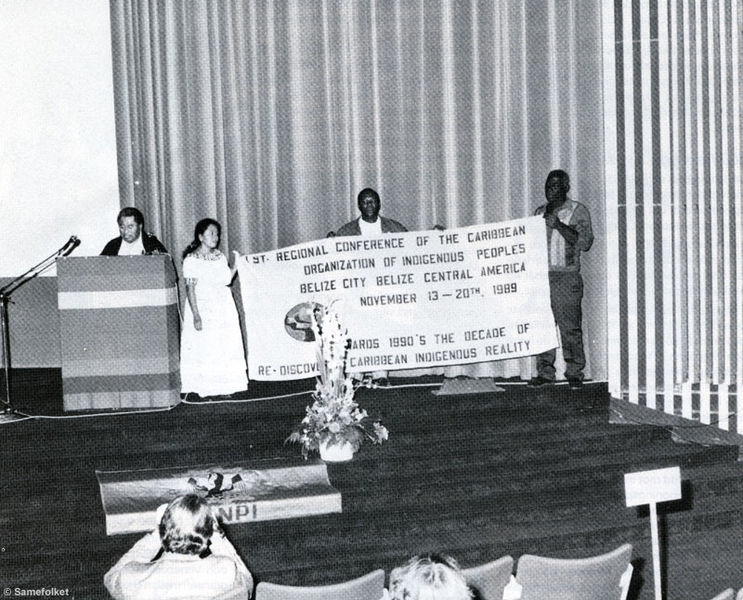 1ST. REGIONAL CONFERENCE OF THE CARIBBEAN
ORGANIZATION OF INDIGENOUS PEOPLES
BELIZE CITY BELIZE CENTRAL AMERICA
NOVEMBER 13 — 20TH, 1989
ARDS 1990'S THE DECADE OF
RE-DISCOVE CARIBBEAN INDIGENOUS REALITY
NPI
© Samefolket